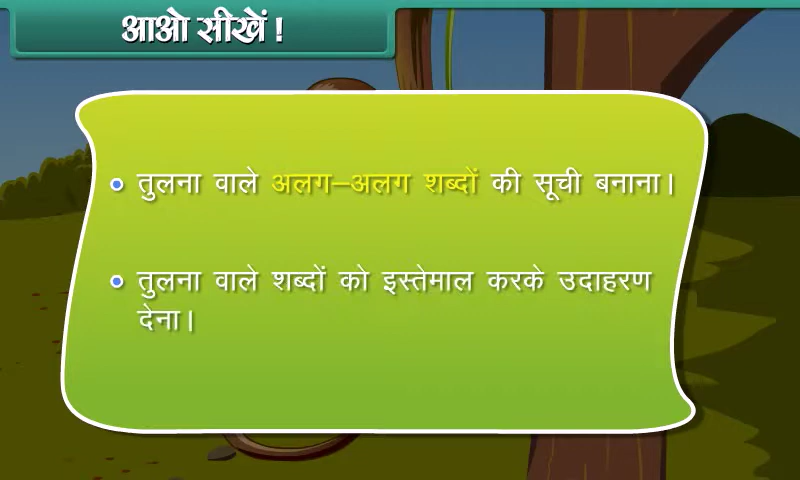 आओ सीखें!
तुलना वाले अलग–अलग शब्दों की सूची बनाना।
तुलना वाले शब्दों को इस्तेमाल करके उदाहरण
देना।